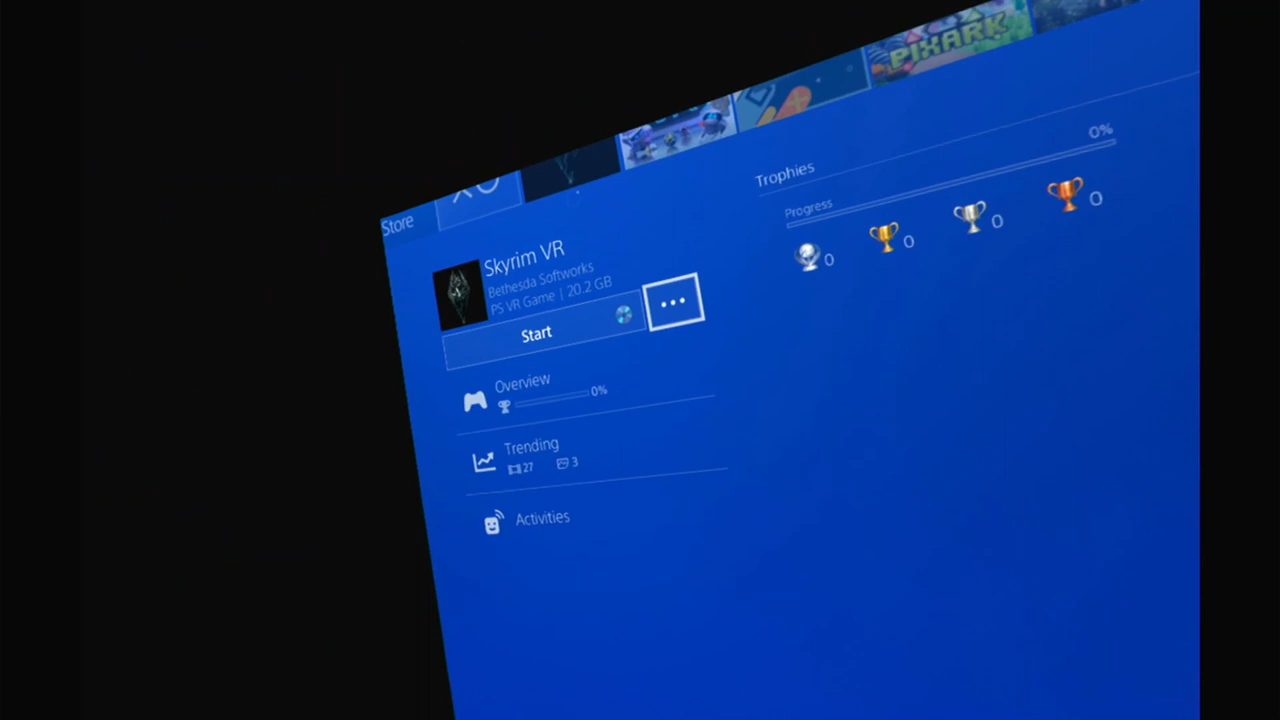 PIXARK
Store
Skyrim VR
Bethesda Softworks
PS VR Game | 20.2 GB
Start
Overview
0%
Trending
27
3
Activities
Trophies
0%
Progress
0
0
0
0